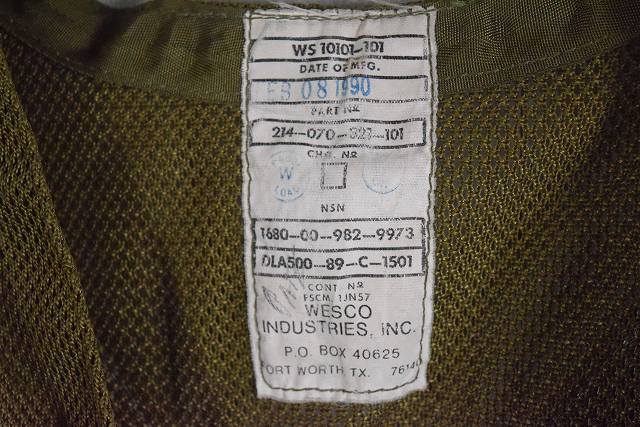 WS 10101-101
DATE OF MFG.
FEB 08 1990
PART №
214-070-321-101
CHG. №
W
NSN
1680-00-982-9973
DLA500-89-C-1501
CONT. №
FSCM, 1JN57
WESCO
INDUSTRIES, INC.
P.O. BOX 40625
FORT WORTH TX. 76140